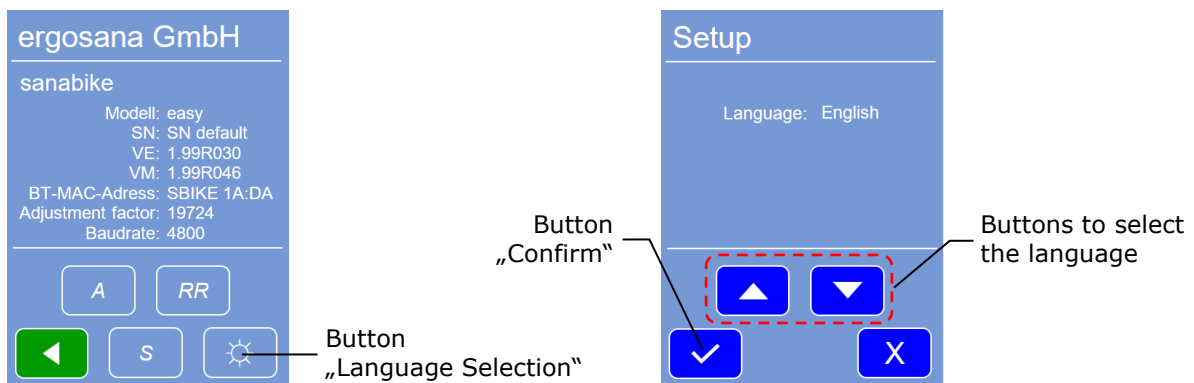 ergosana GmbH
sanabike
Modell: easy
SN: SN default
VE: 1.99R030
VM: 1.99R046
BT-MAC-Adress: SBIKE 1A:DA
Adjustment factor: 19724
Baudrate: 4800
A RR
S
Button
„Language Selection“
Setup
Language: English
Button
„Confirm“
Buttons to select
the language
X